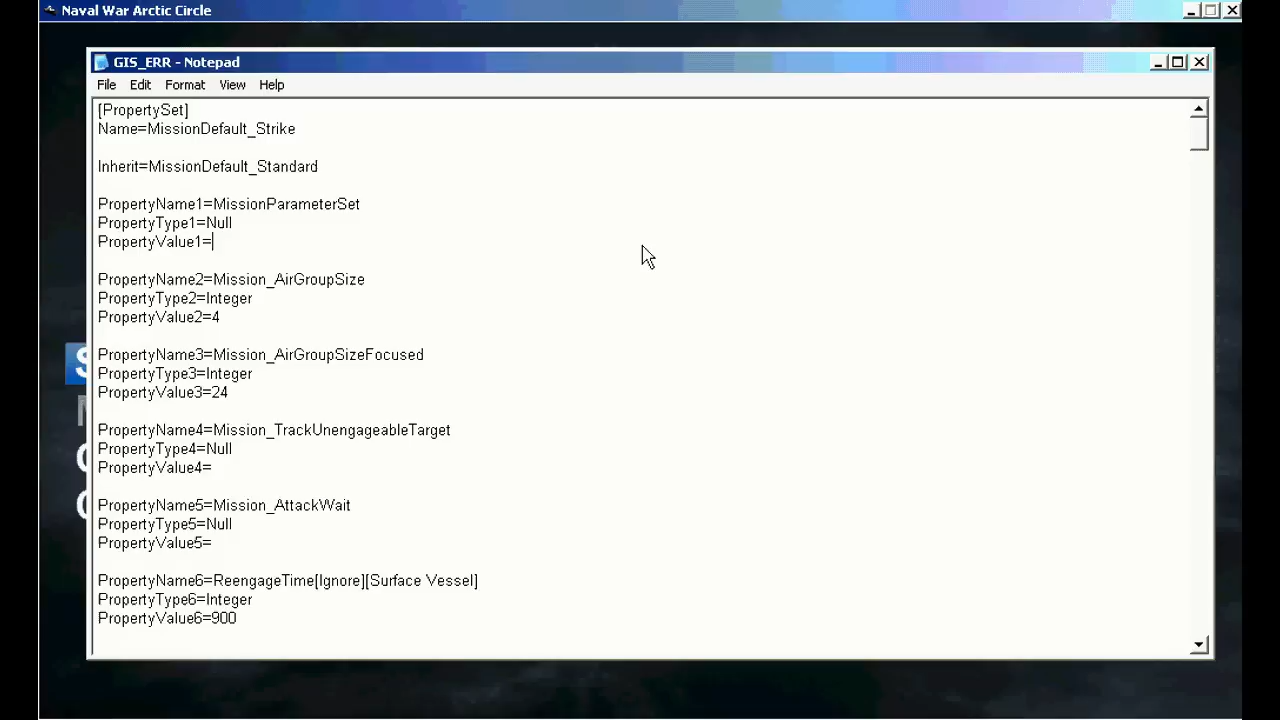 Naval War Arctic Circle
GIS_ERR - Notepad
File Edit Format View Help
[PropertySet]
Name=MissionDefault_Strike
Inherit=MissionDefault_Standard
PropertyName1=MissionParameterSet
PropertyType1=Null
PropertyValue1=
PropertyName2=Mission_AirGroupSize
PropertyType2=Integer
PropertyValue2=4
PropertyName3=Mission_AirGroupSizeFocused
PropertyType3=Integer
PropertyValue3=24
PropertyName4=Mission_TrackUnengageableTarget
PropertyType4=Null
PropertyValue4=
PropertyName5=Mission_AttackWait
PropertyType5=Null
PropertyValue5=
PropertyName6=ReengageTime[Ignore][Surface Vessel]
PropertyType6=Integer
PropertyValue6=900